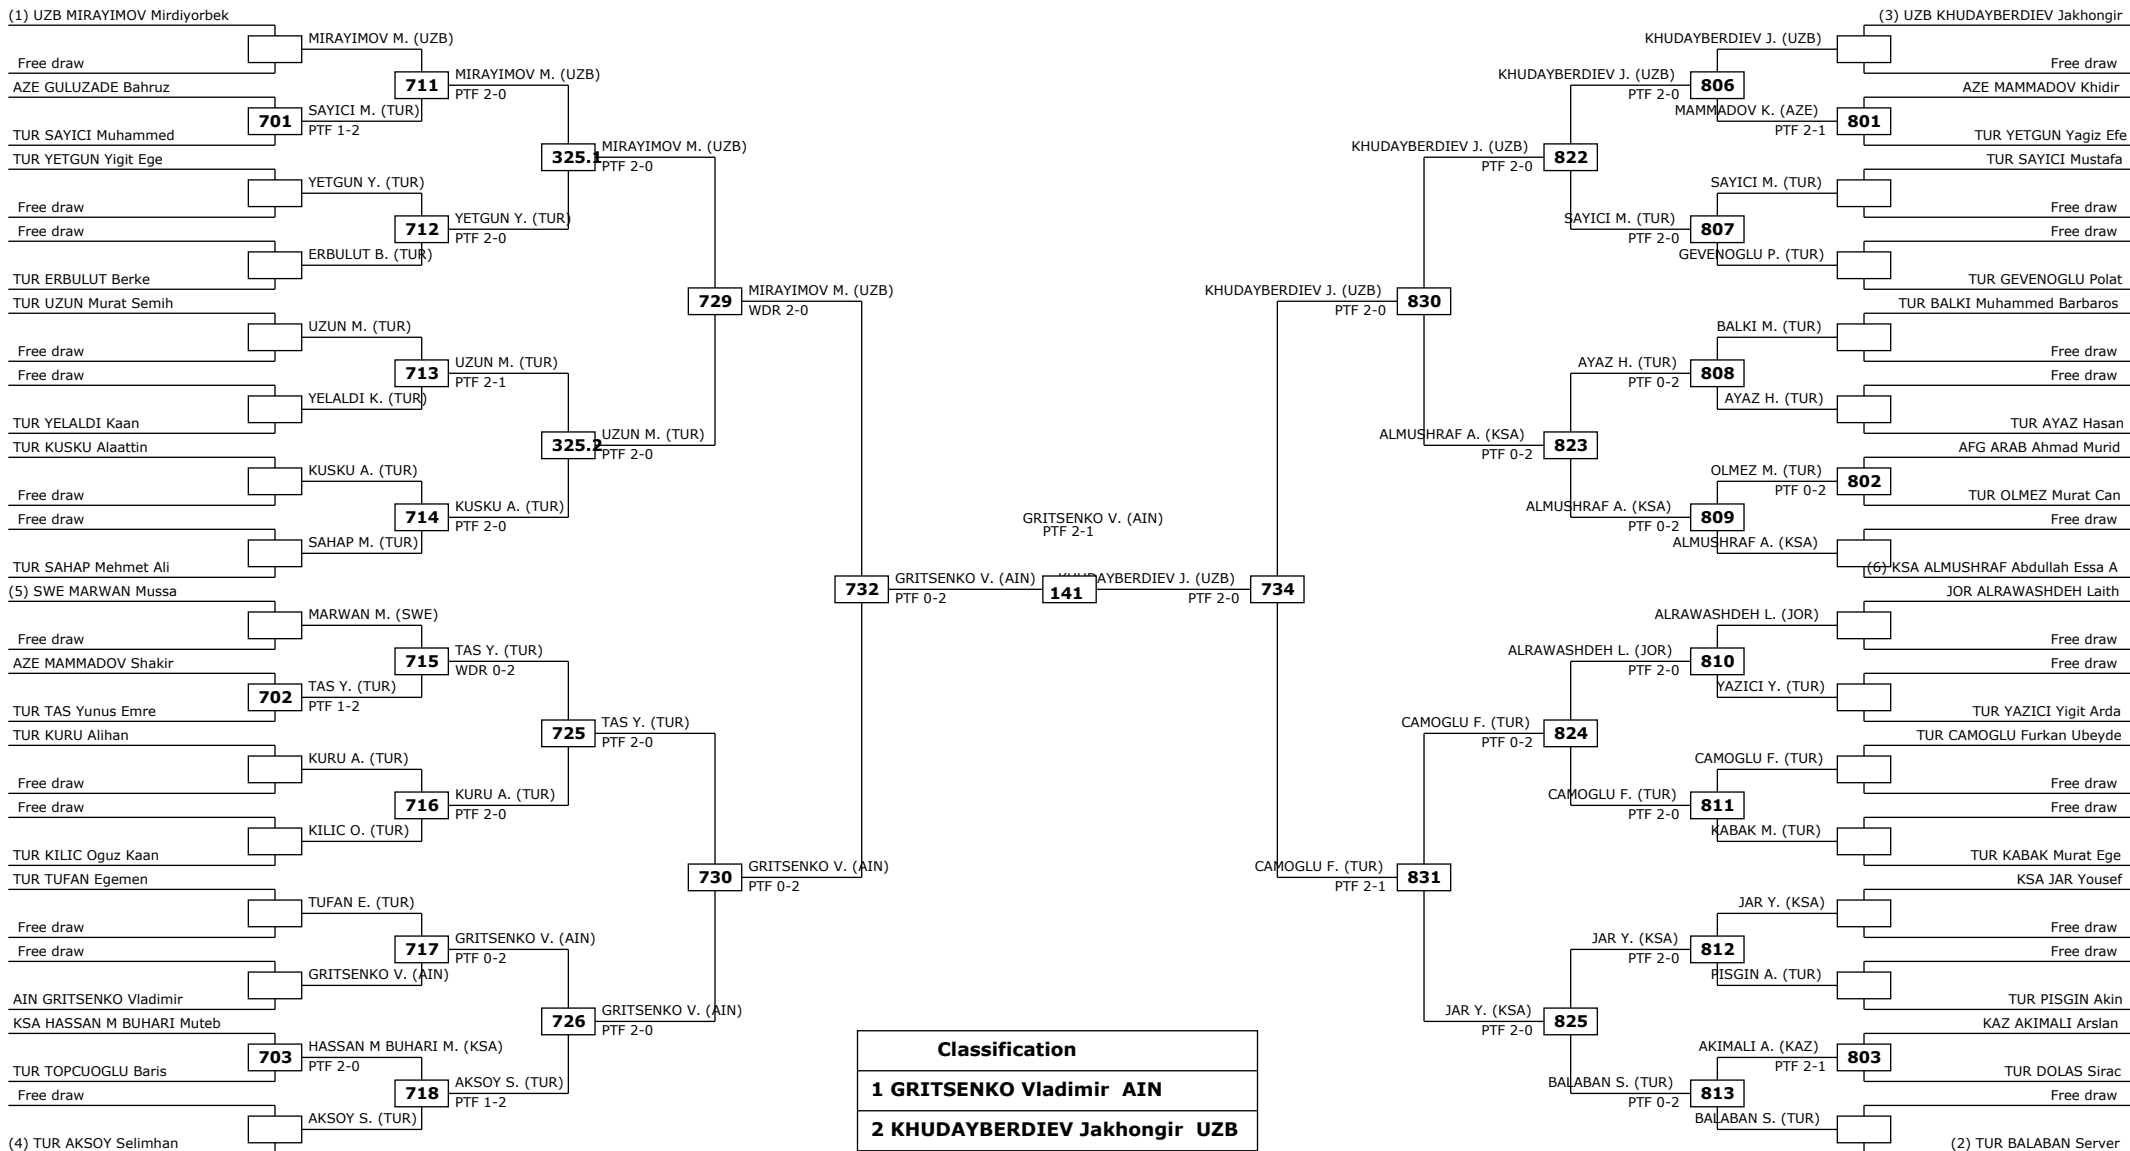 (1) UZB MIRAYIMOV Mirdiyorbek
Free draw
AZE GULUZADE Bahruz
TUR SAYICI Muhammed
TUR YETGUN Yigit Ege
Free draw
Free draw
TUR ERBULUT Berke
TUR UZUN Murat Semih
Free draw
Free draw
TUR YELALDI Kaan
TUR KUSKU Alaattin
Free draw
Free draw
TUR SAHAP Mehmet Ali
(5) SWE MARWAN Mussa
Free draw
AZE MAMMADOV Shakir
TUR TAS Yunus Emre
TUR KURU Alihan
Free draw
Free draw
TUR KILIC Oguz Kaan
TUR TUFAN Egemen
Free draw
Free draw
AIN GRITSENKO Vladimir
KSA HASSAN M BUHARI Muteb
TUR TOPCUOGLU Baris
Free draw
(4) TUR AKSOY Selimhan
MIRAYIMOV M. (UZB)
701
SAYICI M. (TUR)
PTF 1-2
YETGUN Y. (TUR)
ERBULUT B. (TUR)
UZUN M. (TUR)
YELALDI K. (TUR)
KUSKU A. (TUR)
SAHAP M. (TUR)
MARWAN M. (SWE)
702
TAS Y. (TUR)
PTF 1-2
KURU A. (TUR)
KILIC O. (TUR)
TUFAN E. (TUR)
GRITSENKO V. (AIN)
703
HASSAN M BUHARI M. (KSA)
PTF 2-0
AKSOY S. (TUR)
711
MIRAYIMOV M. (UZB)
PTF 2-0
712
YETGUN Y. (TUR)
PTF 2-0
713
UZUN M. (TUR)
PTF 2-1
714
KUSKU A. (TUR)
PTF 2-0
715
TAS Y. (TUR)
WDR 0-2
716
KURU A. (TUR)
PTF 2-0
717
GRITSENKO V. (AIN)
PTF 0-2
718
AKSOY S. (TUR)
PTF 1-2
325.1
MIRAYIMOV M. (UZB)
PTF 2-0
325.2
UZUN M. (TUR)
PTF 2-0
725
TAS Y. (TUR)
PTF 2-0
726
GRITSENKO V. (AIN)
PTF 2-0
729
MIRAYIMOV M. (UZB)
WDR 2-0
730
GRITSENKO V. (AIN)
PTF 0-2
732
GRITSENKO V. (AIN)
PTF 0-2
GRITSENKO V. (AIN)
PTF 2-1
141
KHUDAYBERDIEV J. (UZB)
PTF 2-0
734
KHUDAYBERDIEV J. (UZB)
PTF 2-0
830
CAMOGLU F. (TUR)
PTF 2-1
831
KHUDAYBERDIEV J. (UZB)
PTF 2-0
822
ALMUSHRAF A. (KSA)
PTF 0-2
823
CAMOGLU F. (TUR)
PTF 0-2
824
JAR Y. (KSA)
PTF 2-0
825
KHUDAYBERDIEV J. (UZB)
PTF 2-0
806
SAYICI M. (TUR)
PTF 2-0
807
AYAZ H. (TUR)
PTF 0-2
808
ALMUSHRAF A. (KSA)
PTF 0-2
809
ALRAWASHDEH L. (JOR)
PTF 2-0
810
CAMOGLU F. (TUR)
PTF 2-0
811
JAR Y. (KSA)
PTF 2-0
812
BALABAN S. (TUR)
PTF 0-2
813
KHUDAYBERDIEV J. (UZB)
MAMMADOV K. (AZE)
PTF 2-1
801
SAYICI M. (TUR)
GEVENOGLU P. (TUR)
BALKI M. (TUR)
AYAZ H. (TUR)
OLMEZ M. (TUR)
PTF 0-2
802
ALMUSHRAF A. (KSA)
ALRAWASHDEH L. (JOR)
YAZICI Y. (TUR)
CAMOGLU F. (TUR)
KABAK M. (TUR)
JAR Y. (KSA)
PISGIN A. (TUR)
AKIMALI A. (KAZ)
PTF 2-1
803
BALABAN S. (TUR)
(3) UZB KHUDAYBERDIEV Jakhongir
Free draw
AZE MAMMADOV Khidir
TUR YETGUN Yagiz Efe
TUR SAYICI Mustafa
Free draw
Free draw
TUR GEVENOGLU Polat
TUR BALKI Muhammed Barbaros
Free draw
Free draw
TUR AYAZ Hasan
AFG ARAB Ahmad Murid
TUR OLMEZ Murat Can
Free draw
(6) KSA ALMUSHRAF Abdullah Essa A
JOR ALRAWASHDEH Laith
Free draw
Free draw
TUR YAZICI Yigit Arda
TUR CAMOGLU Furkan Ubeyde
Free draw
Free draw
TUR KABAK Murat Ege
KSA JAR Yousef
Free draw
Free draw
TUR PISGIN Akin
KAZ AKIMALI Arslan
TUR DOLAS Sirac
Free draw
(2) TUR BALABAN Server
Classification
1 GRITSENKO Vladimir AIN
2 KHUDAYBERDIEV Jakhongir UZB